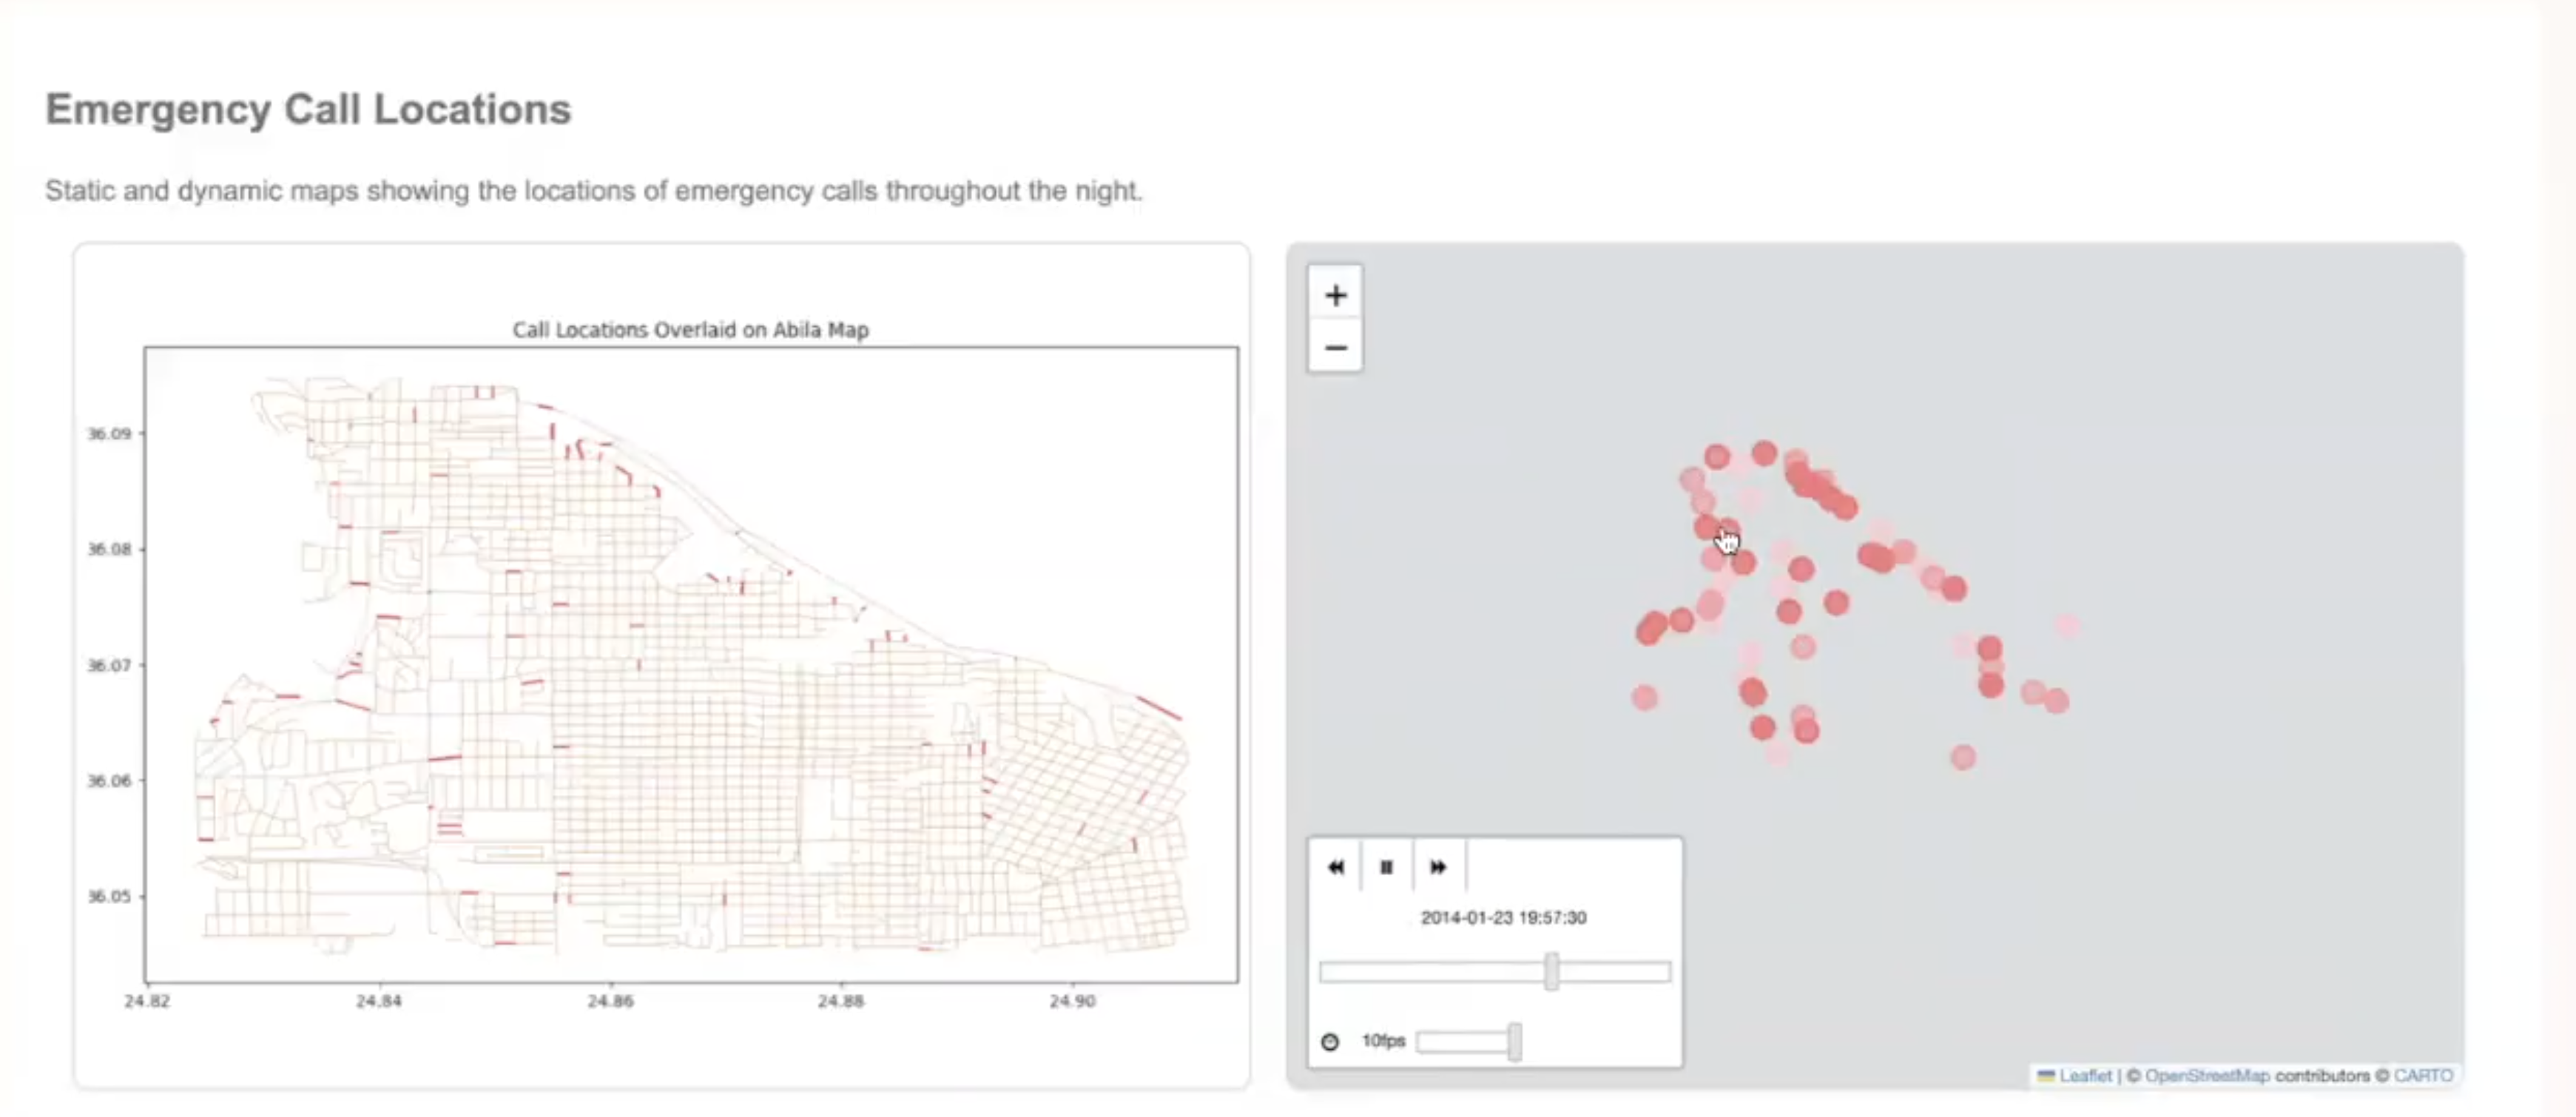 Emergency Call Locations
Static and dynamic maps showing the locations of emergency calls throughout the night.
Call Locations Overlaid on Abila Map
36.09
36.08
36.07
36.06
36.05
24.82 24.84 24.86 24.88 24.90
+
−
2014-01-23 19:57:30
10fps
Leaflet | © OpenStreetMap contributors © CARTO